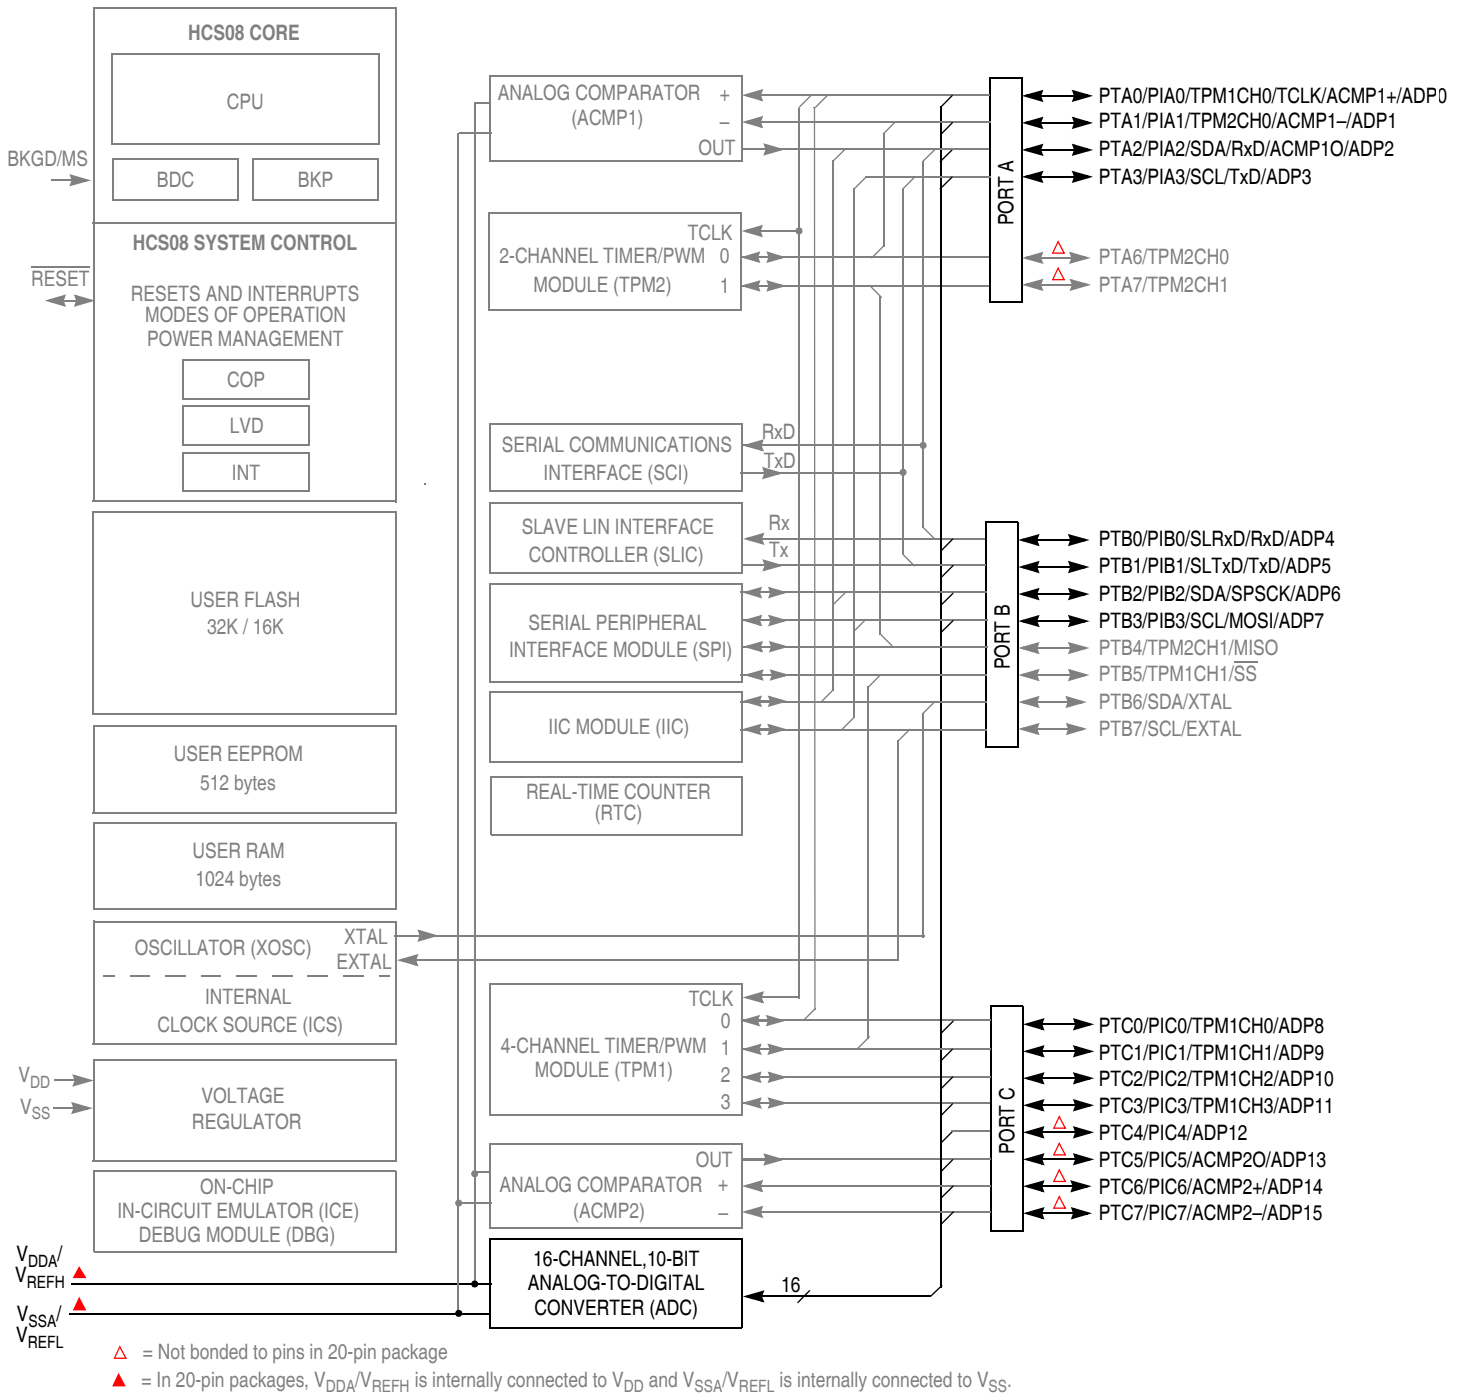 HCS08 CORE
CPU
BDC
BKP
BKGD/MS
HCS08 SYSTEM CONTROL
RESET
RESETS AND INTERRUPTS
MODES OF OPERATION
POWER MANAGEMENT
COP
LVD
INT
USER FLASH
32K / 16K
USER EEPROM
512 bytes
USER RAM
1024 bytes
OSCILLATOR (XOSC)
XTAL
EXTAL
INTERNAL
CLOCK SOURCE (ICS)
VDD
VSS
VOLTAGE
REGULATOR
ON-CHIP
IN-CIRCUIT EMULATOR (ICE)
DEBUG MODULE (DBG)
VDDA/
VREFH
VSSA/
VREFL
ANALOG COMPARATOR
(ACMP1)
+
–
OUT
TCLK
2-CHANNEL TIMER/PWM
MODULE (TPM2)
0
1
SERIAL COMMUNICATIONS
INTERFACE (SCI)
RxD
TxD
SLAVE LIN INTERFACE
CONTROLLER (SLIC)
Rx
Tx
SERIAL PERIPHERAL
INTERFACE MODULE (SPI)
IIC MODULE (IIC)
REAL-TIME COUNTER
(RTC)
TCLK
0
4-CHANNEL TIMER/PWM
MODULE (TPM1)
1
2
3
OUT
ANALOG COMPARATOR
(ACMP2)
+
–
16-CHANNEL,10-BIT
ANALOG-TO-DIGITAL
CONVERTER (ADC)
16
PORT A
PTA0/PIA0/TPM1CH0/TCLK/ACMP1+/ADP0
PTA1/PIA1/TPM2CH0/ACMP1–/ADP1
PTA2/PIA2/SDA/RxD/ACMP1O/ADP2
PTA3/PIA3/SCL/TxD/ADP3
PTA6/TPM2CH0
PTA7/TPM2CH1
PORT B
PTB0/PIB0/SLRxD/RxD/ADP4
PTB1/PIB1/SLTxD/TxD/ADP5
PTB2/PIB2/SDA/SPSCK/ADP6
PTB3/PIB3/SCL/MOSI/ADP7
PTB4/TPM2CH1/MISO
PTB5/TPM1CH1/SS
PTB6/SDA/XTAL
PTB7/SCL/EXTAL
PORT C
PTC0/PIC0/TPM1CH0/ADP8
PTC1/PIC1/TPM1CH1/ADP9
PTC2/PIC2/TPM1CH2/ADP10
PTC3/PIC3/TPM1CH3/ADP11
PTC4/PIC4/ADP12
PTC5/PIC5/ACMP2O/ADP13
PTC6/PIC6/ACMP2+/ADP14
PTC7/PIC7/ACMP2–/ADP15
△ = Not bonded to pins in 20-pin package
▲ = In 20-pin packages, VDDA/VREFH is internally connected to VDD and VSSA/VREFL is internally connected to VSS.